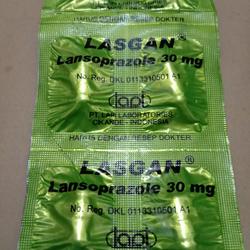 HARUS DENGAN RESEP DOKTER
LASGAN®
Lansoprazole 30 mg
No. Reg. DKL 0113310501 A1
lapi
PT. LAPI LABORATORIES
CIKANDE - INDONESIA
HARUS DENGAN RESEP DOKTER
LASGAN®
Lansoprazole 30 mg
No. Reg. DKL 0113310501 A1
lapi